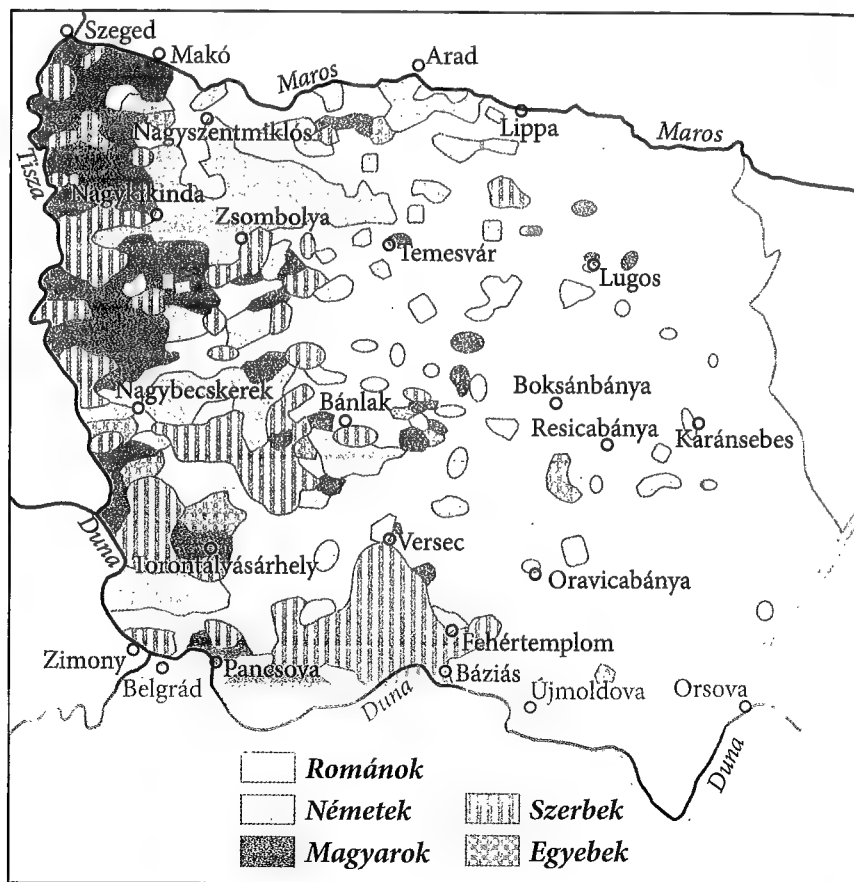 Szeged
Makó
Arad
Maros
Nagyszentmiklós
Lippa
Maros
Tisza
Nagykikinda
Zsombolya
Temesvár
Lugos
Nagybecskerek
Bánlak
Boksánbánya
Resicabánya
Karánsebes
Duna
Versec
Torontályásárhely
Oravicabánya
Fehértemplom
Zimony
Belgrád
Pancsova
Báziás
Duna
Újmoldova
Orsova
Duna
Románok
Németek
Szerbek
Magyarok
Egyebek